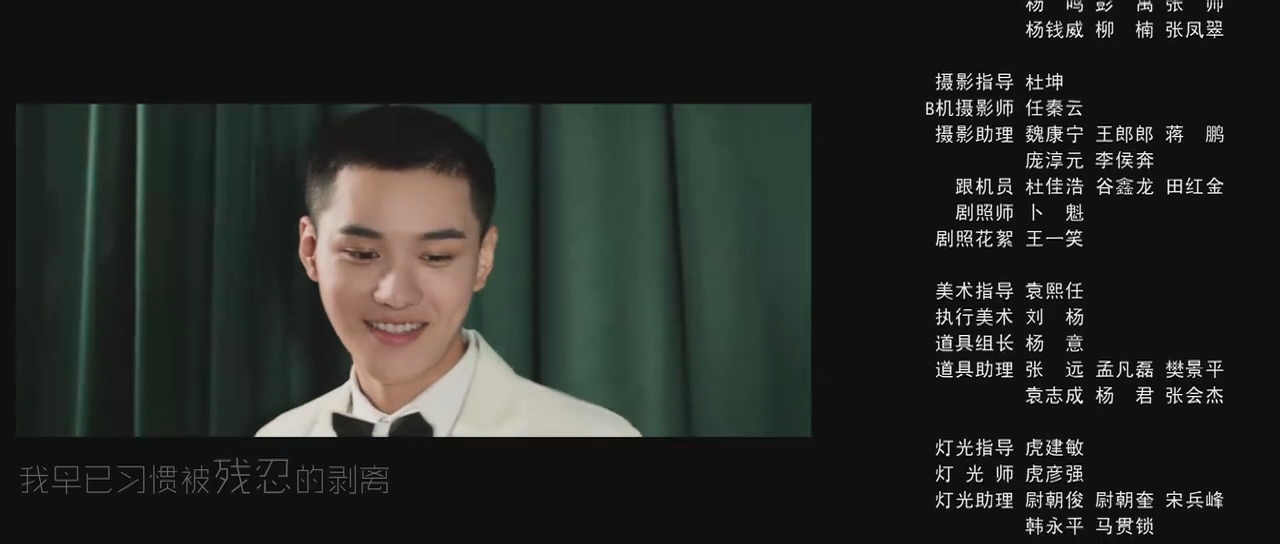 杨　鸣 彭　禹 张　帅
杨钱威 柳　楠 张凤翠
摄影指导 杜坤
B机摄影师 任秦云
摄影助理 魏康宁 王郎郎 蒋　鹏
庞淳元 李侯奔
跟机员 杜佳浩 谷鑫龙 田红金
剧照师 卜　魁
剧照花絮 王一笑
美术指导 袁熙任
执行美术 刘　杨
道具组长 杨　意
道具助理 张　远 孟凡磊 樊景平
袁志成 杨　君 张会杰
灯光指导 虎建敏
灯 光 师 虎彦强
灯光助理 尉朝俊 尉朝奎 宋兵峰
韩永平 马贯锁
我早已习惯被残忍的剥离